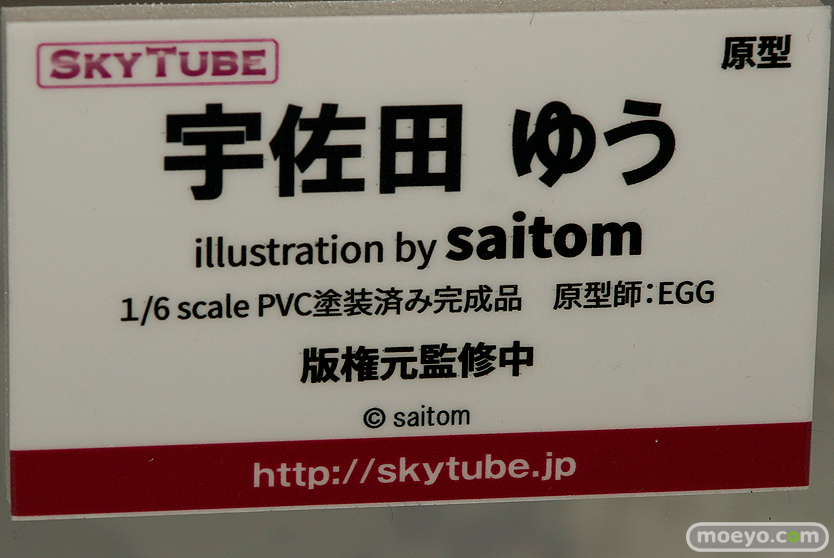 SKYTUBE
原型
宇佐田 ゆう
illustration by saitom
1/6 scale PVC塗装済み完成品　原型師：EGG
版権元監修中
© saitom
http://skytube.jp
moeyo.com